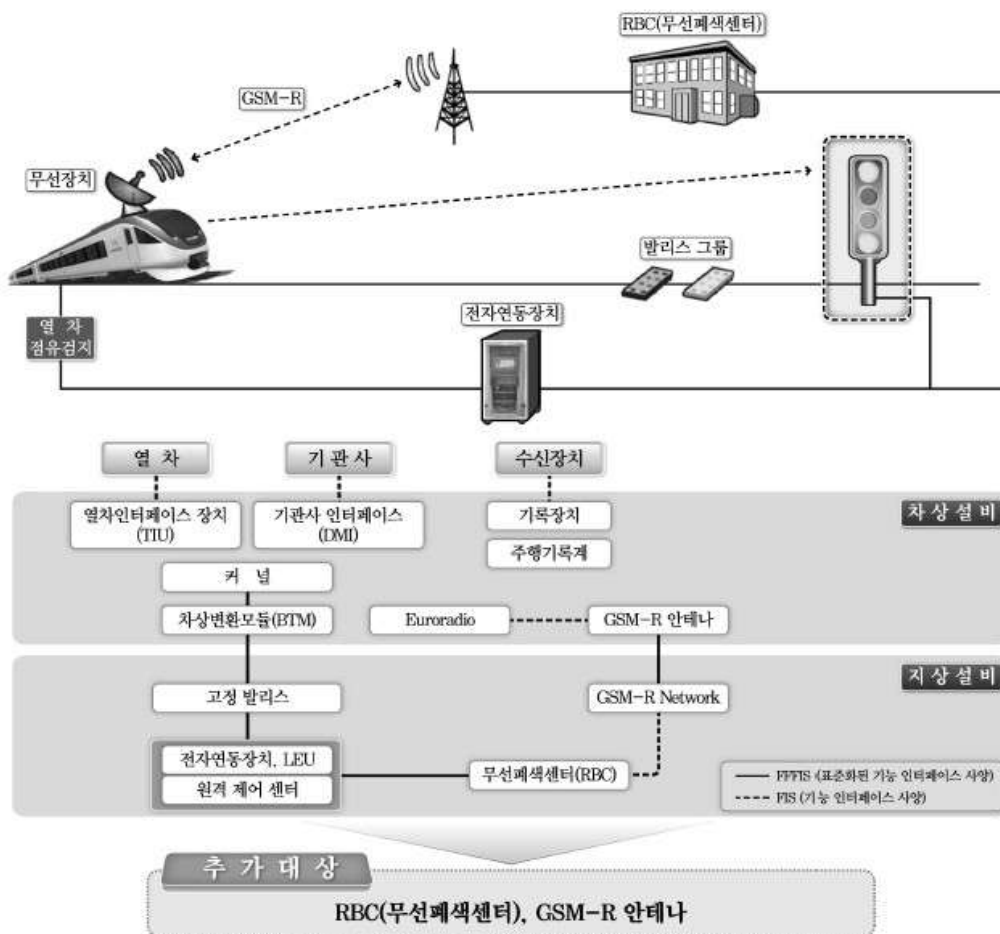 RBC(무선폐색센터)
GSM-R
무선장치
발리스 그룹
전자연동장치
열 차
점유검지
열 차
기 관 사
수신장치
차 상 설 비
열차인터페이스 장치
(TIU)
기관사 인터페이스
(DMI)
기록장치
주행기록계
커 널
차상변환모듈(BTM)
Euroradio
GSM-R 안테나
지 상 설 비
고정 발리스
GSM-R Network
전자연동장치, LEU
원격 제어 센터
무선폐색센터(RBC)
FFFIS (표준화된 기능 인터페이스 사양)
FIS (기능 인터페이스 사양)
추 가 대 상
RBC(무선폐색센터), GSM-R 안테나